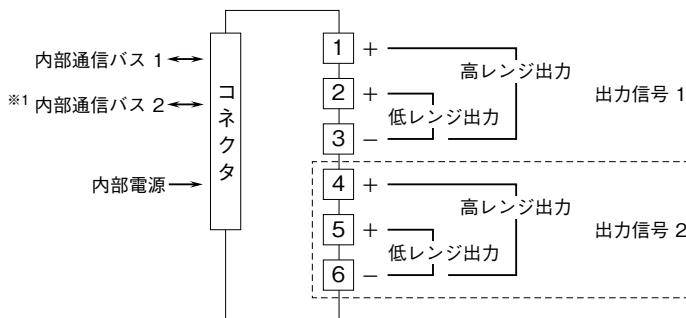 内部通信バス 1
※1 内部通信バス 2
内部電源
コネクタ
1 +
高レンジ出力
2 +
低レンジ出力
3 −
出力信号 1
4 +
高レンジ出力
5 +
低レンジ出力
6 −
出力信号 2